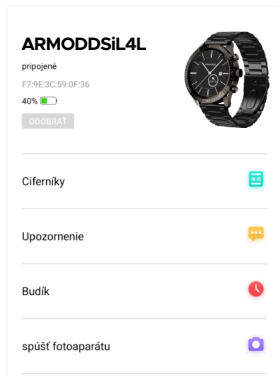 ARMODDSiL4L
pripojené
F7:9E:3C:59:0F:36
40%
ODOBRAŤ
Ciferníky
Upozornenie
Budík
spúšť fotoaparátu